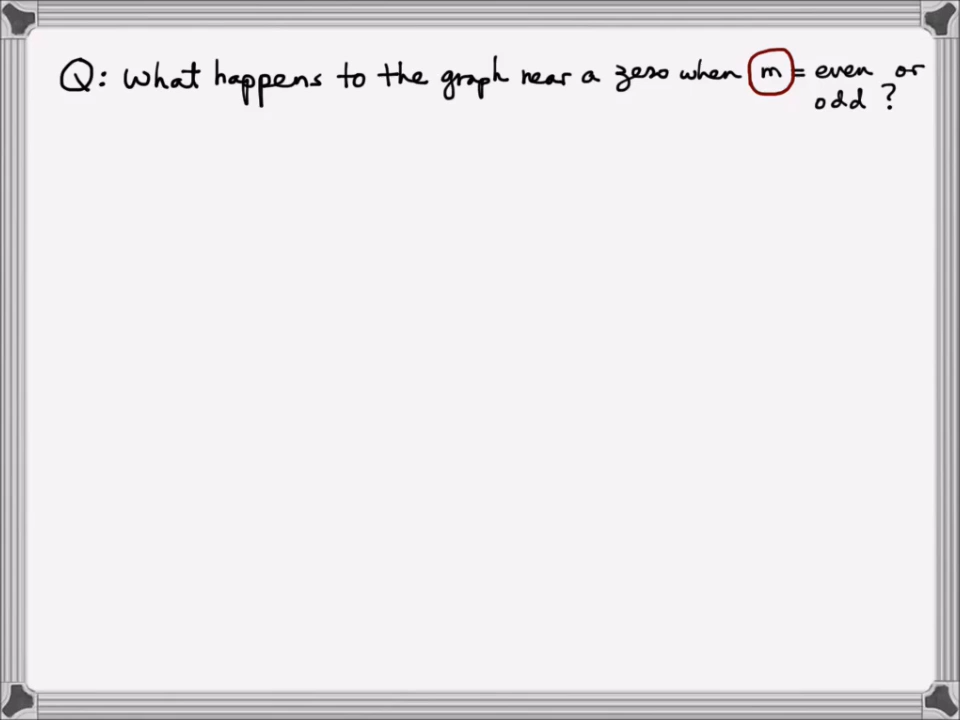 Q: What happens to the graph near a zero when m = even or
odd ?